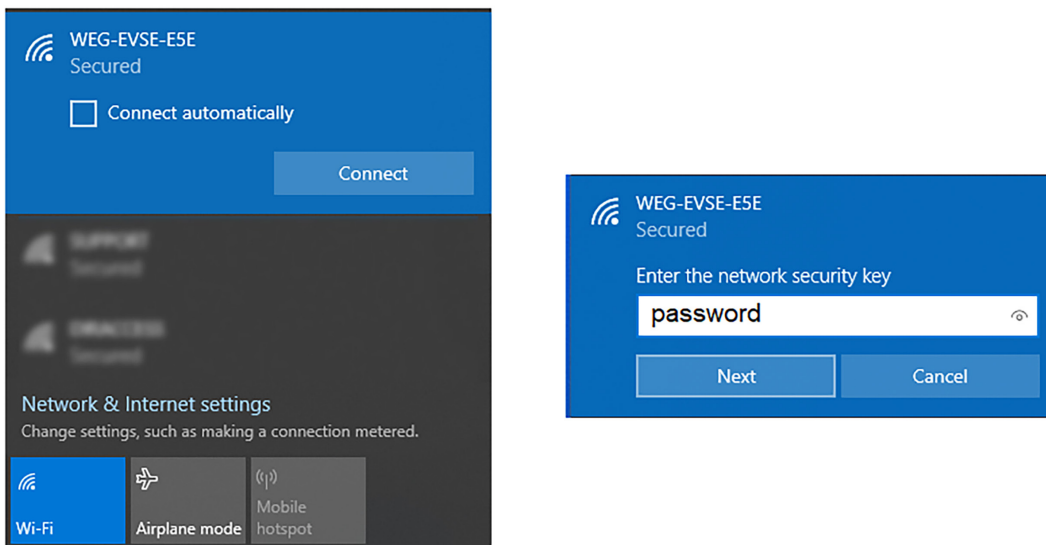 WEG-EVSE-E5E
Secured
Connect automatically
Connect
Network & Internet settings
Change settings, such as making a connection metered.
Wi-Fi
Airplane mode
Mobile
hotspot
WEG-EVSE-E5E
Secured
Enter the network security key
password
Next
Cancel